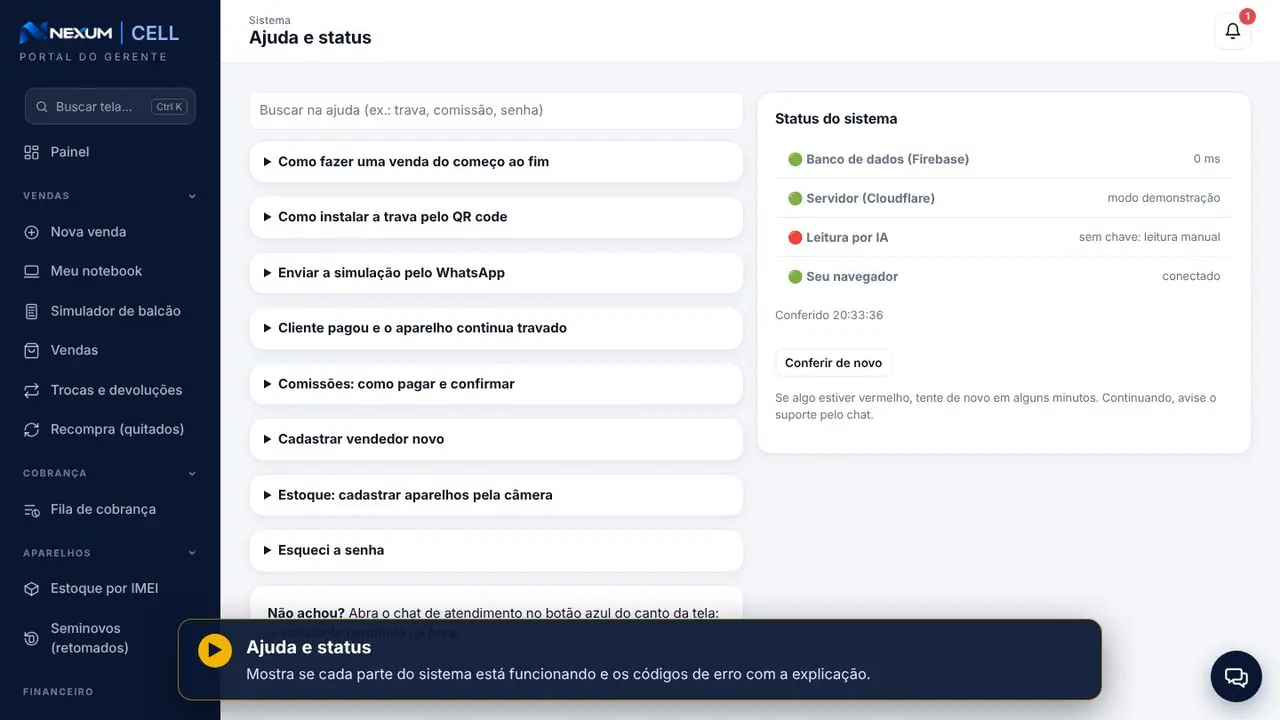 NEXUM | CELL
PORTAL DO GERENTE
Buscar tela... Ctrl K
Painel
VENDAS
Nova venda
Meu notebook
Simulador de balcão
Vendas
Trocas e devoluções
Recompra (quitados)
COBRANÇA
Fila de cobrança
APARELHOS
Estoque por IMEI
Seminovos
(retomados)
FINANCEIRO
Sistema
Ajuda e status
1
Buscar na ajuda (ex.: trava, comissão, senha)
Como fazer uma venda do começo ao fim
Como instalar a trava pelo QR code
Enviar a simulação pelo WhatsApp
Cliente pagou e o aparelho continua travado
Comissões: como pagar e confirmar
Cadastrar vendedor novo
Estoque: cadastrar aparelhos pela câmera
Esqueci a senha
Não achou? Abra o chat de atendimento no botão azul do canto da tela:
Status do sistema
Banco de dados (Firebase) 0 ms
Servidor (Cloudflare) modo demonstração
Leitura por IA sem chave: leitura manual
Seu navegador conectado
Conferido 20:33:36
Conferir de novo
Se algo estiver vermelho, tente de novo em alguns minutos. Continuando, avise o
suporte pelo chat.
Ajuda e status
Mostra se cada parte do sistema está funcionando e os códigos de erro com a explicação.